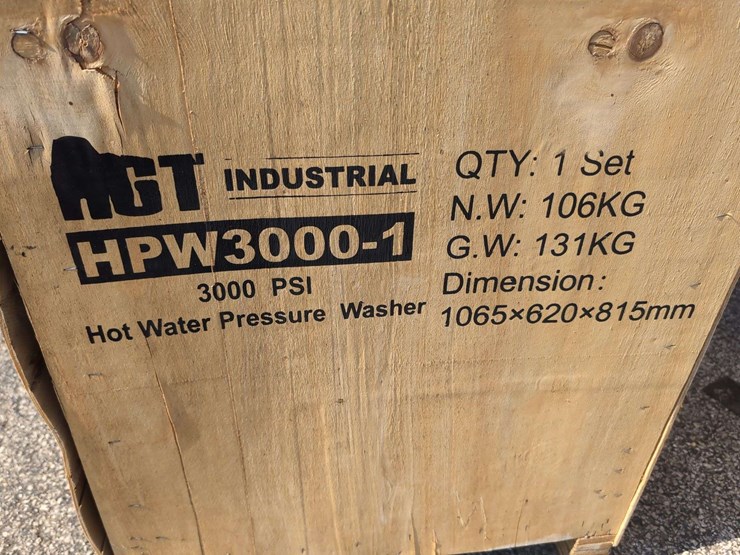 AGT INDUSTRIAL
HPW3000-1
3000 PSI
Hot Water Pressure Washer
QTY: 1 Set
N.W: 106KG
G.W: 131KG
Dimension:
1065×620×815mm